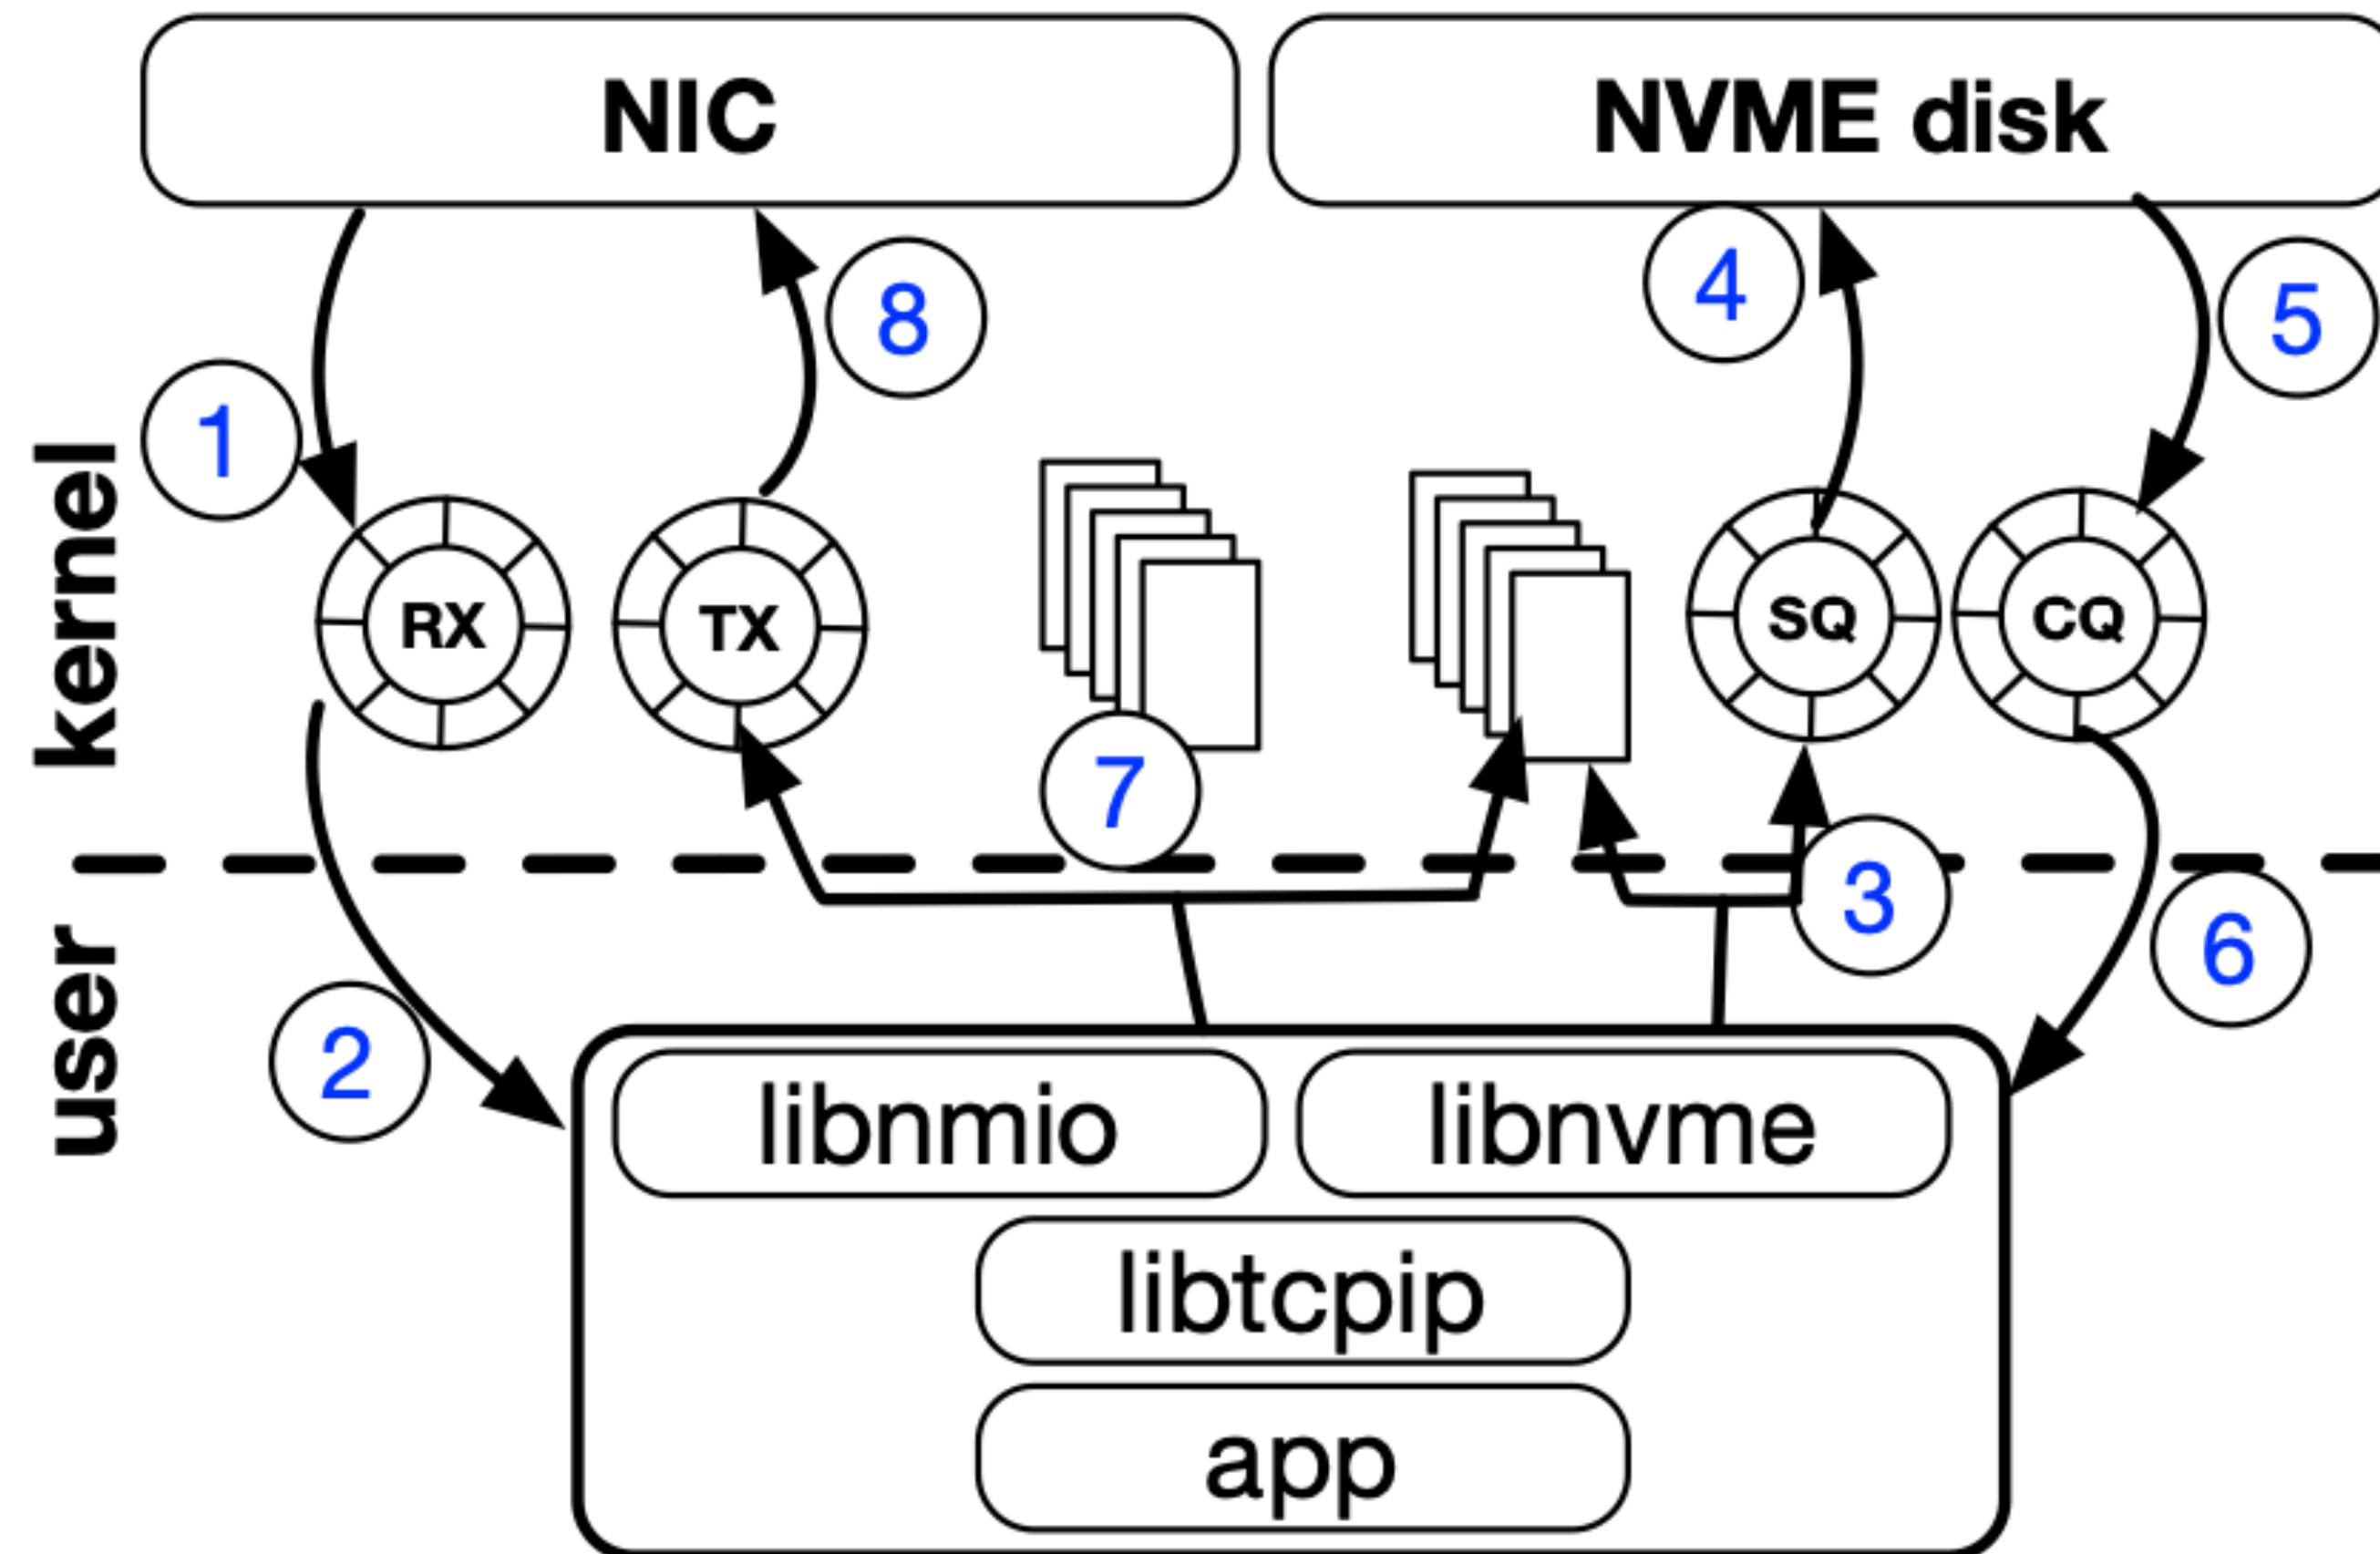 NIC
NVME disk
4
8
5
1
kernel
RX
TX
SQ
CQ
7
3
6
user
2
libnmio
libnvme
libtcpip
app